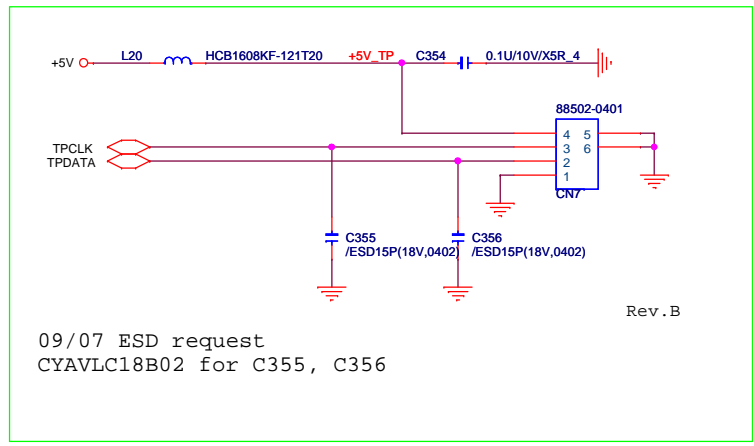 +5V L20 HCB1608KF-121T20 +5V_TP C354 0.1U/10V/X5R_4
88502-0401
4 5
TPCLK 3 6
TPDATA 2
1
CN7
C355 C356
/ESD15P(18V,0402) /ESD15P(18V,0402)
Rev.B
09/07 ESD request
CYAVLC18B02 for C355, C356